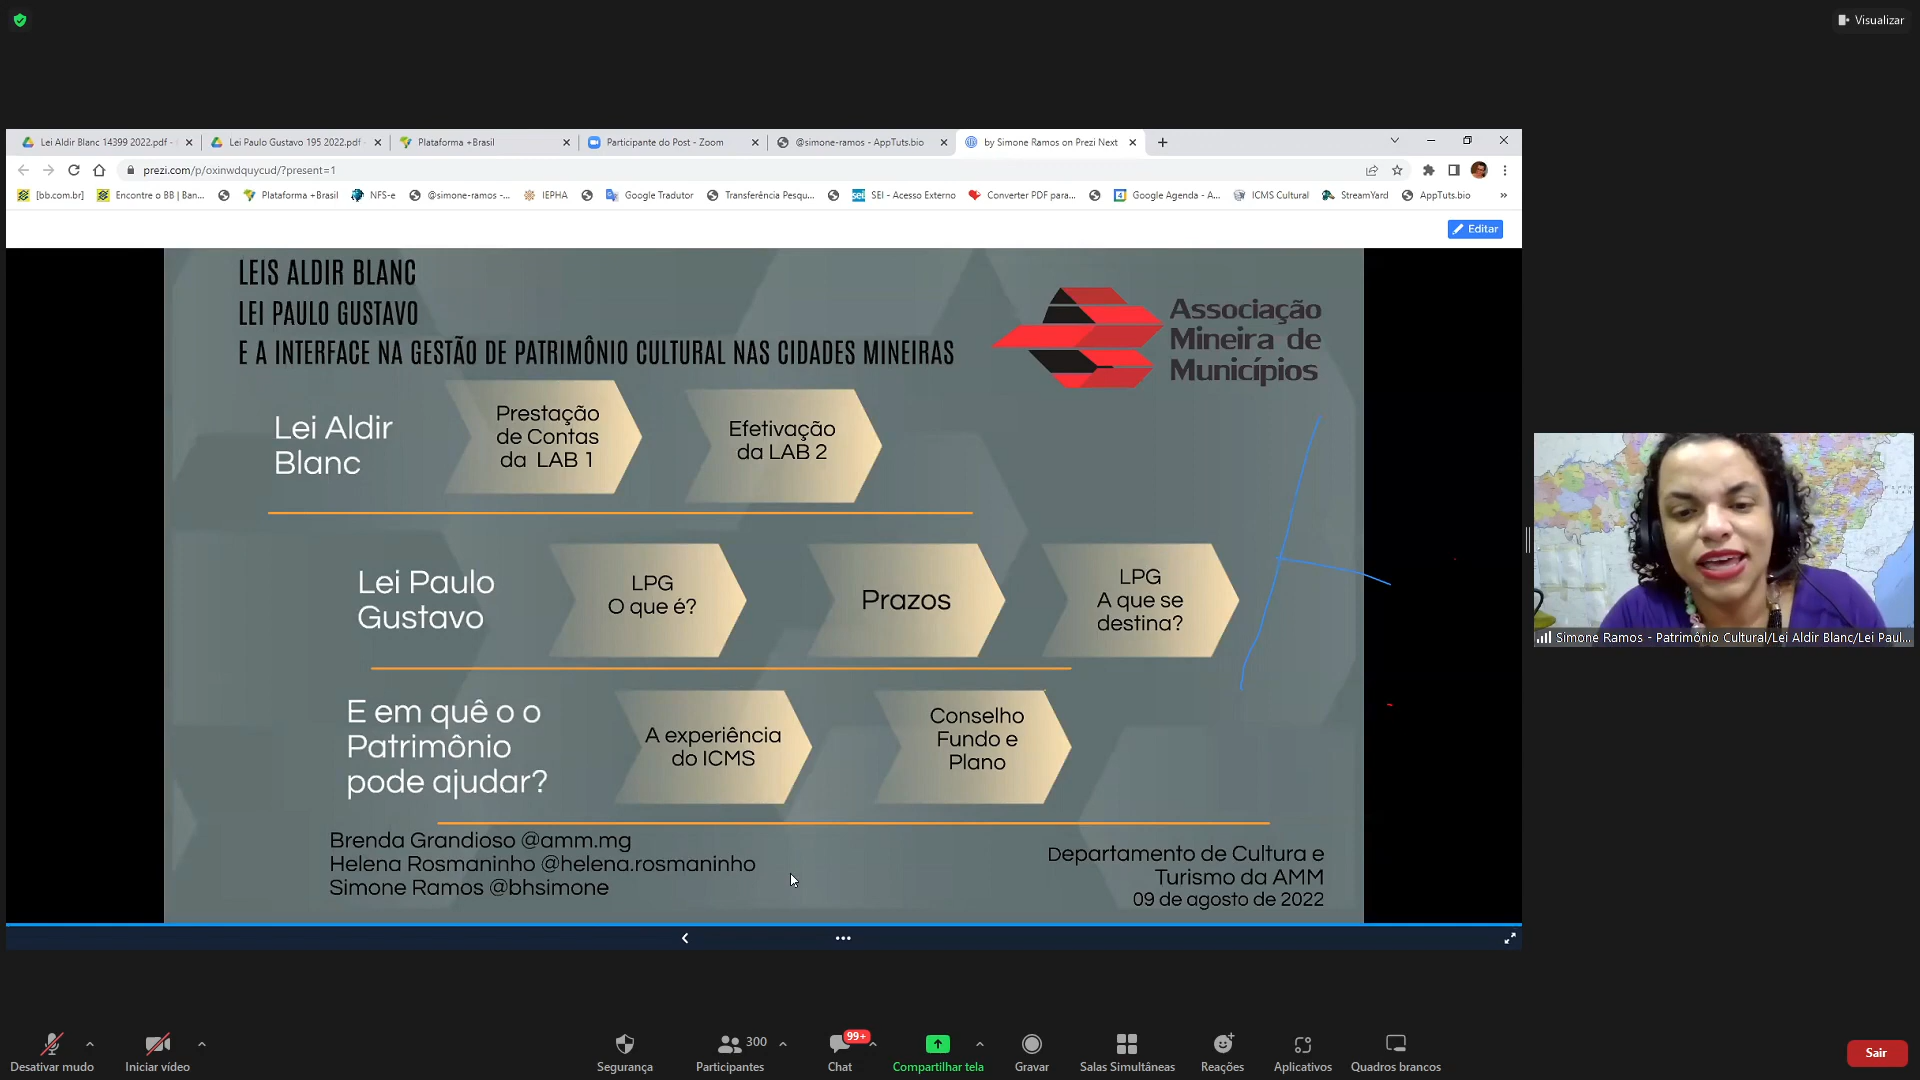 Visualizar
Lei Aldir Blanc 14399 2022.pdf -
Lei Paulo Gustavo 195 2022.pdf
Plataforma +Brasil
Participante do Post - Zoom
@simone-ramos - AppTuts.bio
by Simone Ramos on Prezi Next
prezi.com/p/oxinwdquycud/?present=1
[bb.com.br]
Encontre o BB | Ban...
Plataforma +Brasil
NFS-e
@simone-ramos -...
IEPHA
Google Tradutor
Transferência Pesqu...
SEI - Acesso Externo
Converter PDF para...
Google Agenda - A...
ICMS Cultural
StreamYard
AppTuts.bio
»
Editar
LEIS ALDIR BLANC
LEI PAULO GUSTAVO
E A INTERFACE NA GESTÃO DE PATRIMÔNIO CULTURAL NAS CIDADES MINEIRAS
Associação
Mineira de
Municípios
Lei Aldir
Blanc
Prestação
de Contas
da LAB 1
Efetivação
da LAB 2
Lei Paulo
Gustavo
LPG
O que é?
Prazos
LPG
A que se
destina?
E em quê o o
Patrimônio
pode ajudar?
A experiência
do ICMS
Conselho
Fundo e
Plano
Brenda Grandioso @amm.mg
Helena Rosmaninho @helena.rosmaninho
Simone Ramos @bhsimone
Departamento de Cultura e
Turismo da AMM
09 de agosto de 2022
Simone Ramos - Patrimônio Cultural/Lei Aldir Blanc/Lei Paul...
Desativar mudo
Iniciar vídeo
Segurança
300
Participantes
99+
Chat
Compartilhar tela
Gravar
Salas Simultâneas
Reações
Aplicativos
Quadros brancos
Sair